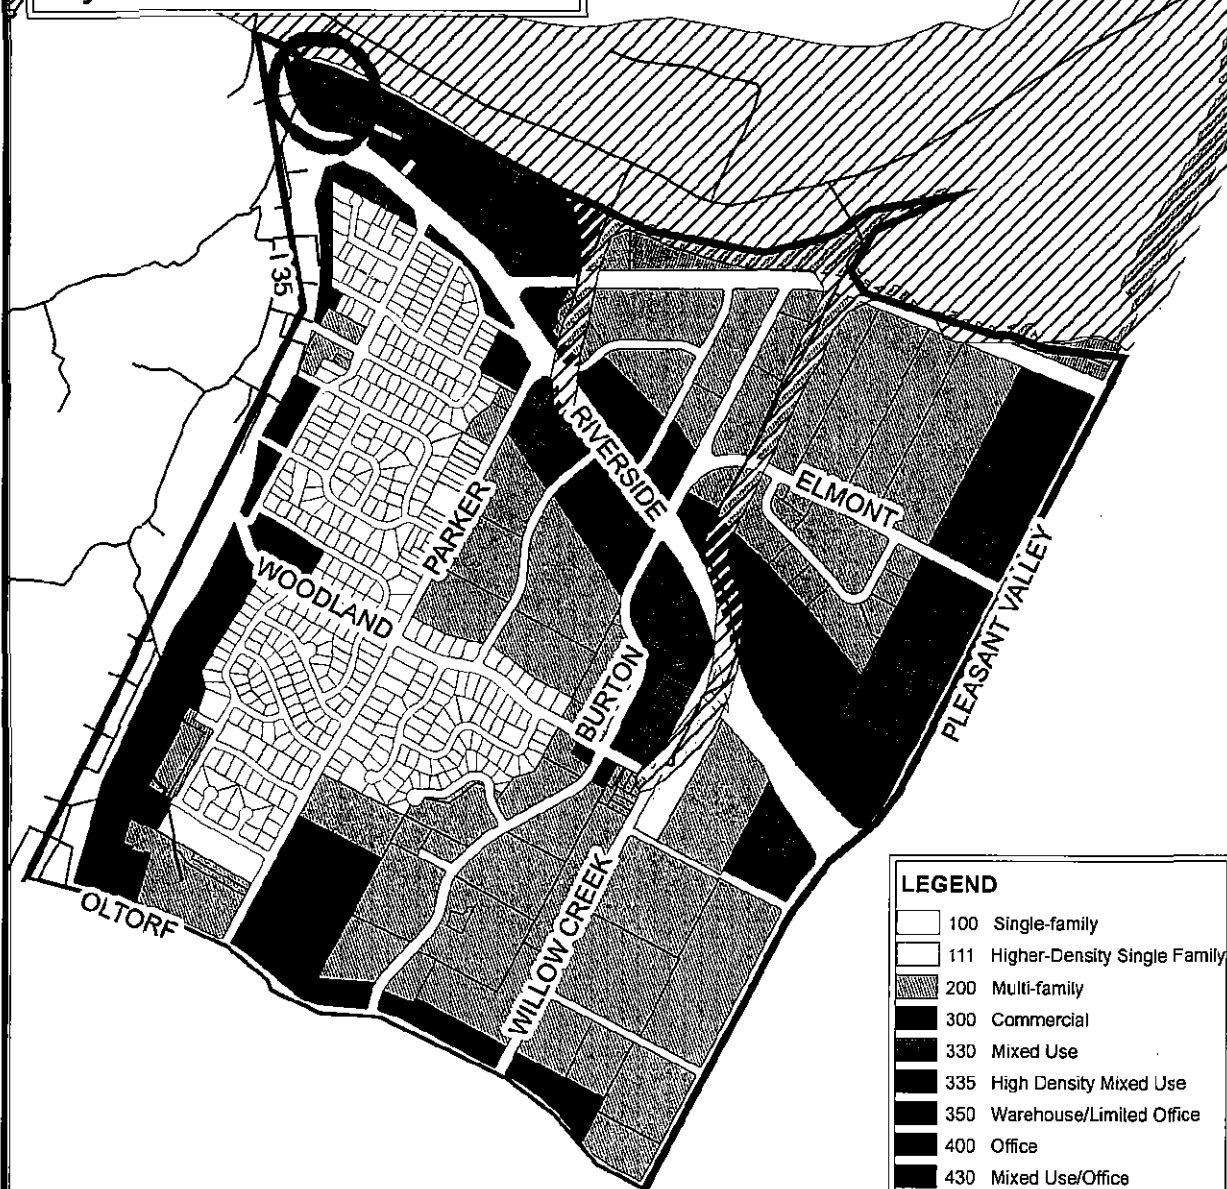 I-35
RIVERSIDE
ELMONT
PARKER
WOODLAND
PLEASANT VALLEY
BURTON
WILLOW CREEK
OLTORF
LEGEND
100 Single-family
111 Higher-Density Single Family
200 Multi-family
300 Commercial
330 Mixed Use
335 High Density Mixed Use
350 Warehouse/Limited Office
400 Office
430 Mixed Use/Office